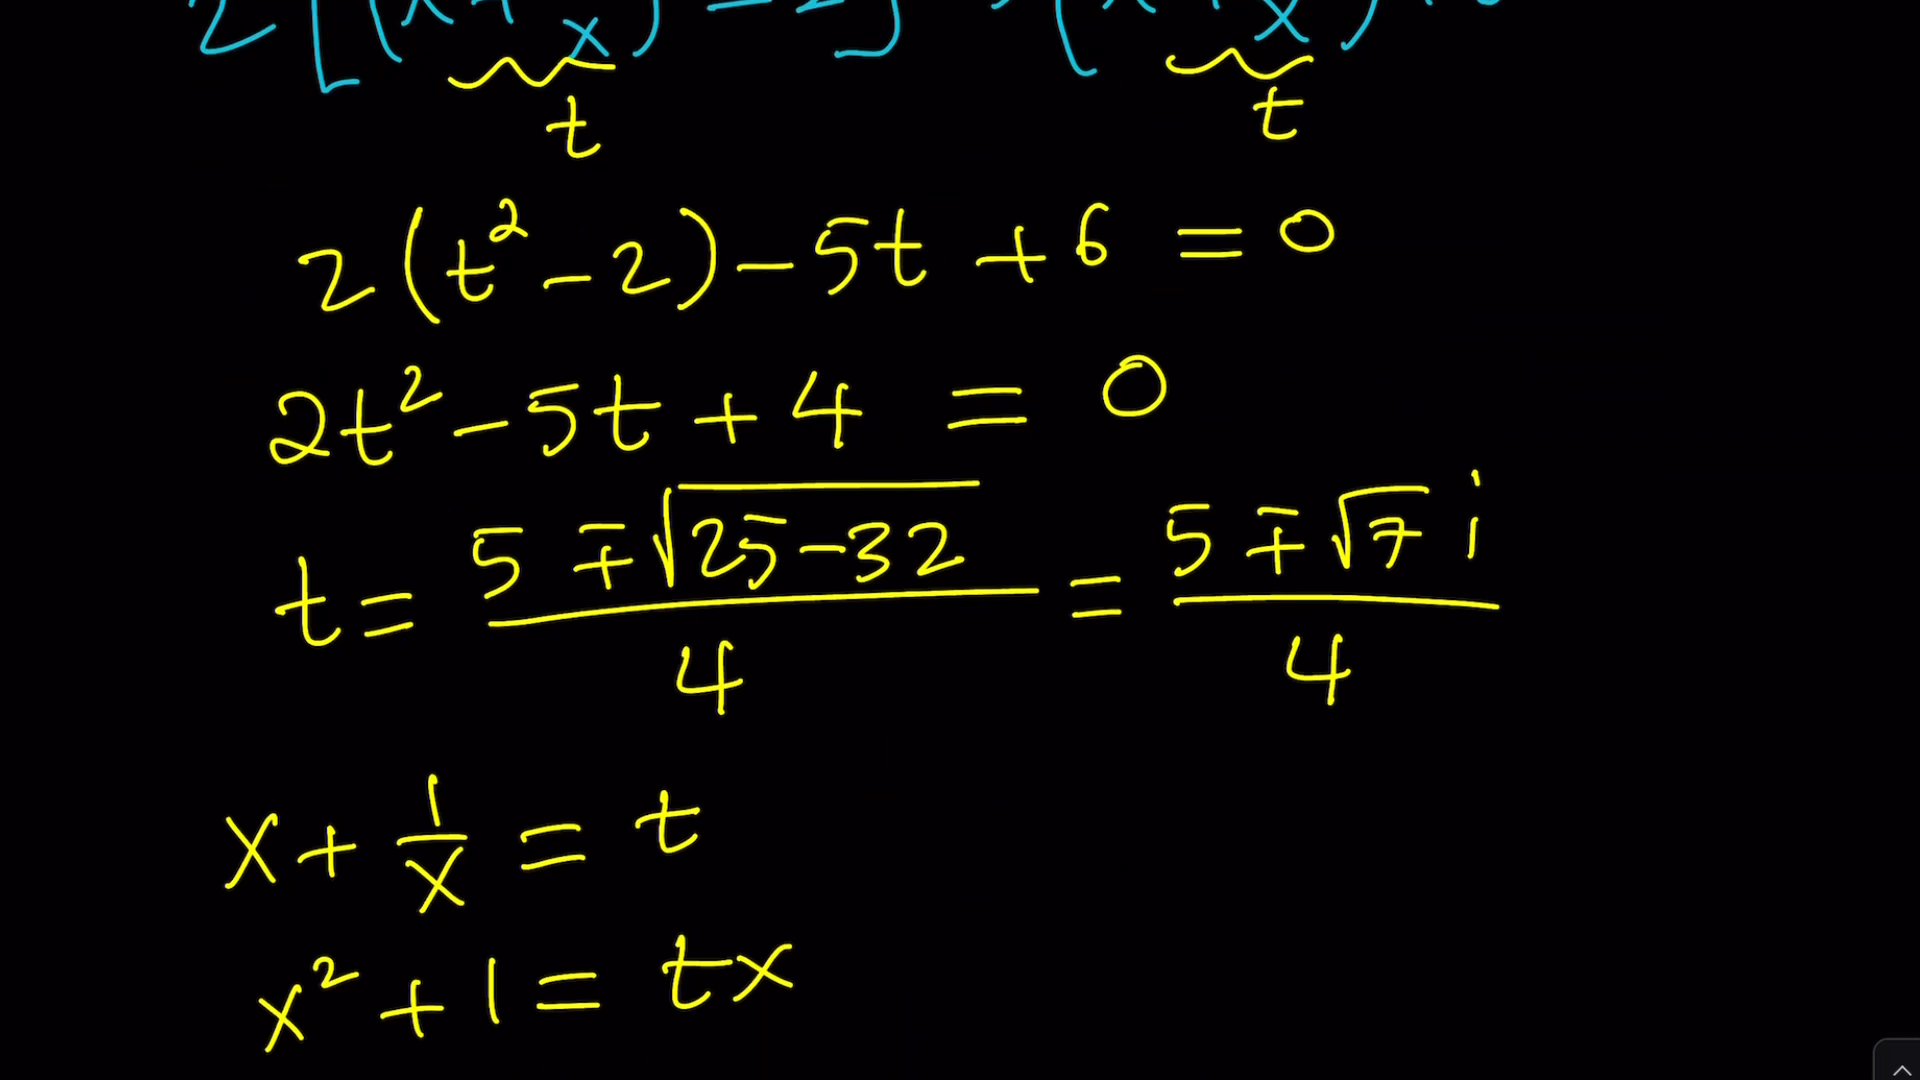 t t
2(t² - 2) - 5t + 6 = 0
2t² - 5t + 4 = 0
t = (5 ∓ √(25-32))/4 = (5 ∓ √7 i)/4
x + 1/x = t
x² + 1 = tx